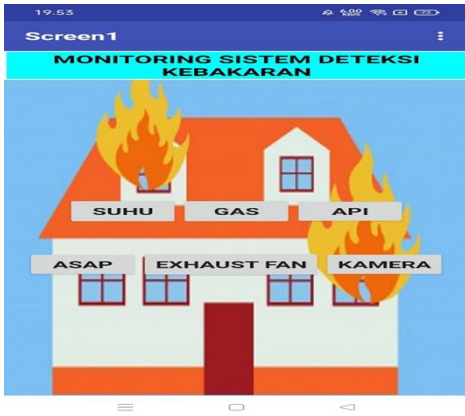 19.53
Screen1
MONITORING SISTEM DETEKSI
KEBAKARAN
SUHU GAS API
ASAP EXHAUST FAN KAMERA